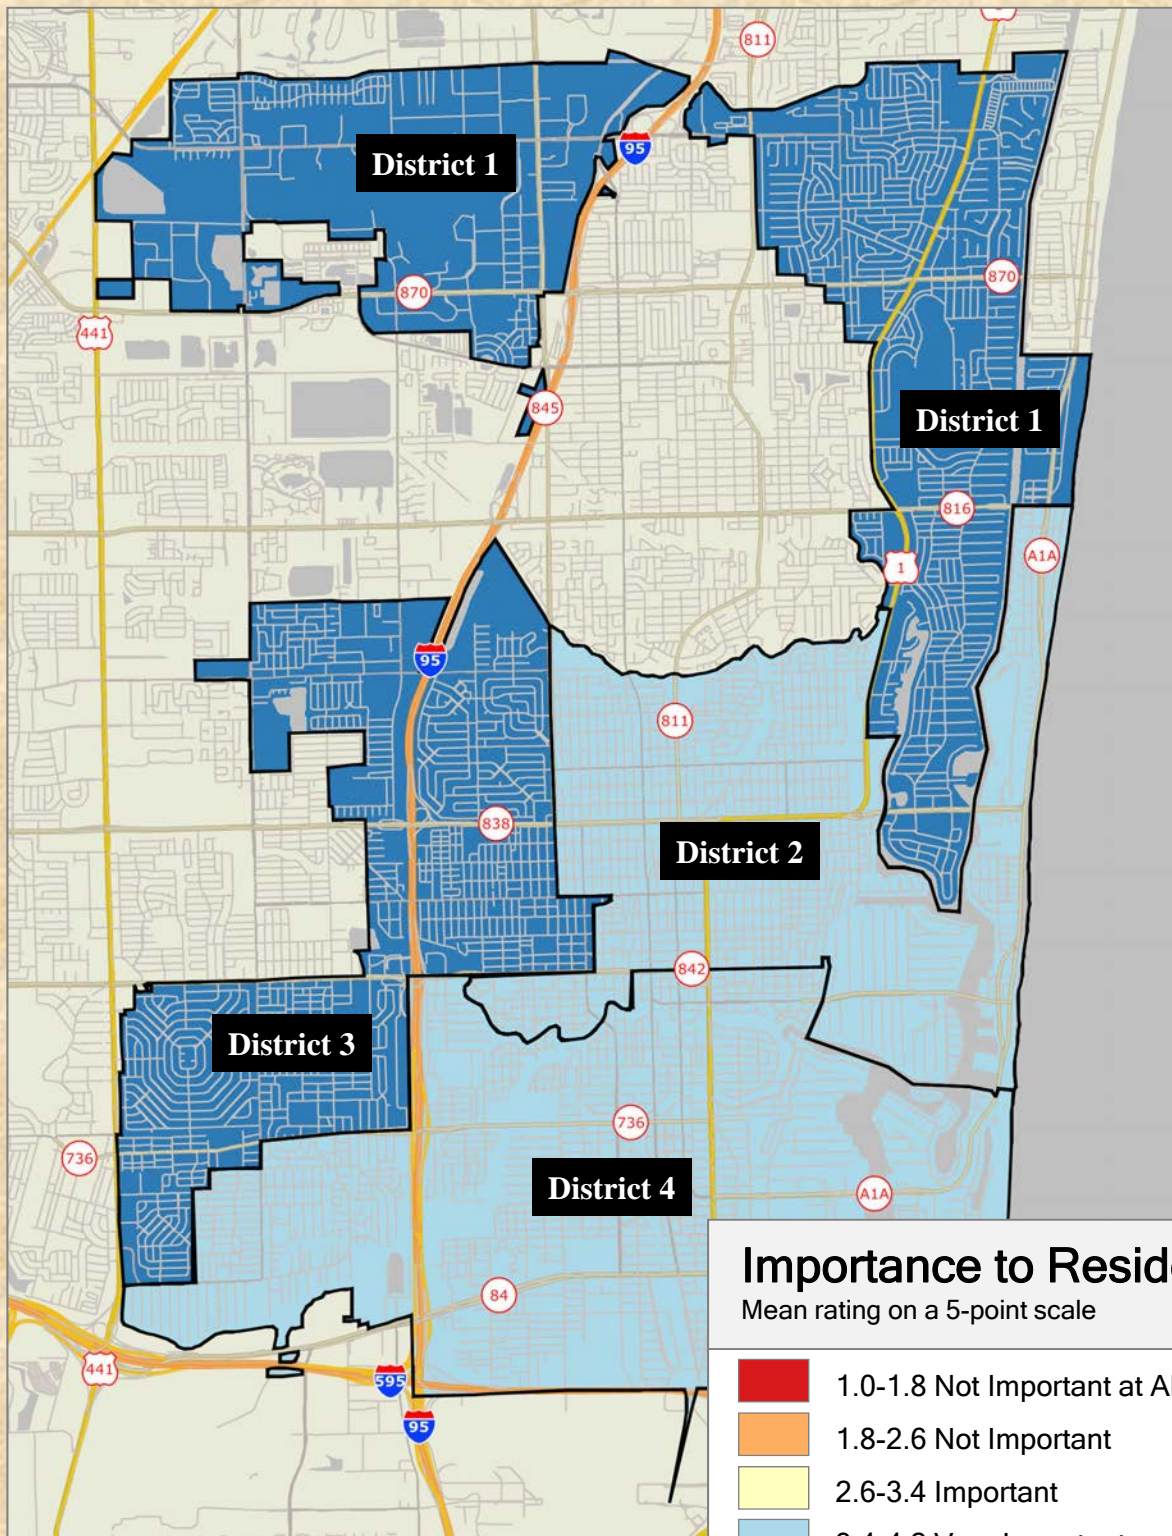 811
95
District 1
870
870
441
845
District 1
816
A1A
1
95
811
838
District 2
842
District 3
736
736
District 4
A1A
84
Importance to Reside
Mean rating on a 5-point scale
441
595
1.0-1.8 Not Important at Al
95
1.8-2.6 Not Important
2.6-3.4 Important